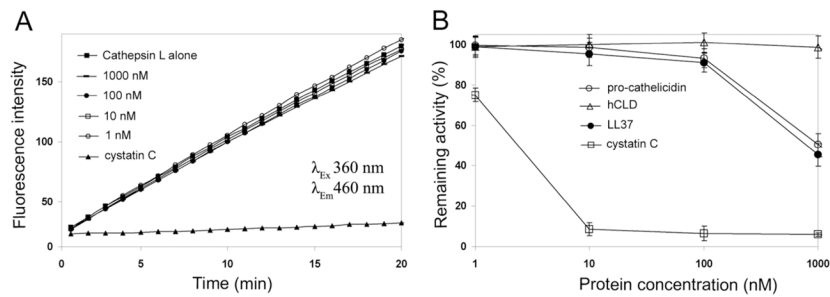 A
Fluorescence intensity
150
100
50
0
0
5
10
15
20
Time (min)
Cathepsin L alone
1000 nM
100 nM
10 nM
1 nM
cystatin C
λEx 360 nm
λEm 460 nm
B
Remaining activity (%)
100
80
60
40
20
0
1
10
100
1000
Protein concentration (nM)
pro-cathelicidin
hCLD
LL37
cystatin C